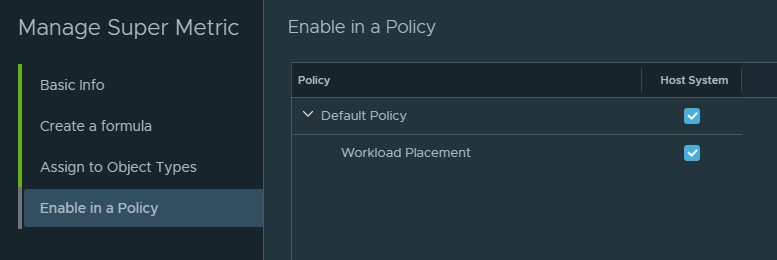 Manage Super Metric
Basic Info
Create a formula
Assign to Object Types
Enable in a Policy
Enable in a Policy
Policy Host System
Default Policy
Workload Placement